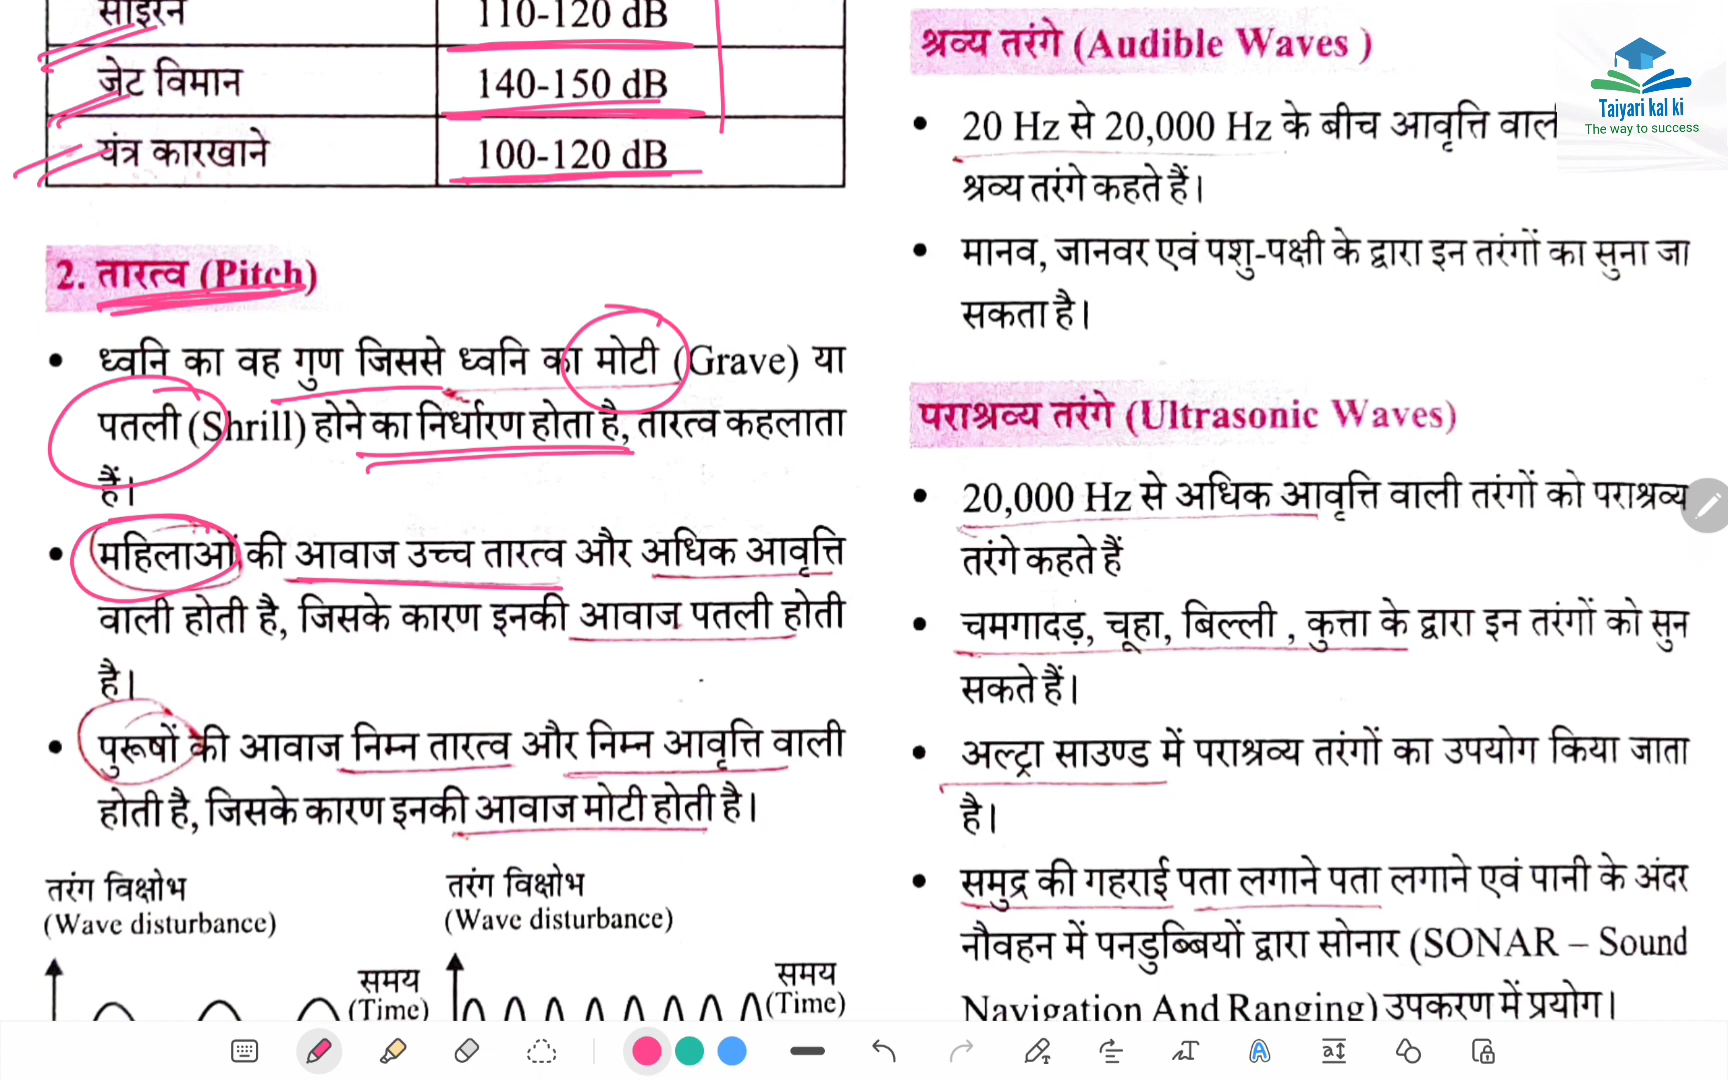 साइरन 110-120 dB
जेट विमान 140-150 dB
यंत्र कारखाने 100-120 dB
2. तारत्व (Pitch)
• ध्वनि का वह गुण जिससे ध्वनि का मोटी (Grave) या
पतली (Shrill) होने का निर्धारण होता है, तारत्व कहलाता
हैं।
• महिलाओं की आवाज उच्च तारत्व और अधिक आवृत्ति
वाली होती है, जिसके कारण इनकी आवाज पतली होती
है।
• पुरूषों की आवाज निम्न तारत्व और निम्न आवृत्ति वाली
होती है, जिसके कारण इनकी आवाज मोटी होती है।
तरंग विक्षोभ
(Wave disturbance)
समय
(Time)
तरंग विक्षोभ
(Wave disturbance)
समय
(Time)
श्रव्य तरंगे (Audible Waves )
• 20 Hz से 20,000 Hz के बीच आवृत्ति वाल
श्रव्य तरंगे कहते हैं।
• मानव, जानवर एवं पशु-पक्षी के द्वारा इन तरंगों का सुना जा
सकता है।
पराश्रव्य तरंगे (Ultrasonic Waves)
• 20,000 Hz से अधिक आवृत्ति वाली तरंगों को पराश्रव्य
तरंगे कहते हैं
• चमगादड़, चूहा, बिल्ली , कुत्ता के द्वारा इन तरंगों को सुन
सकते हैं।
• अल्ट्रा साउण्ड में पराश्रव्य तरंगों का उपयोग किया जाता
है।
• समुद्र की गहराई पता लगाने पता लगाने एवं पानी के अंदर
नौवहन में पनडुब्बियों द्वारा सोनार (SONAR – Sound
Navigation And Ranging) उपकरण में प्रयोग।
Taiyari kal ki
The way to success